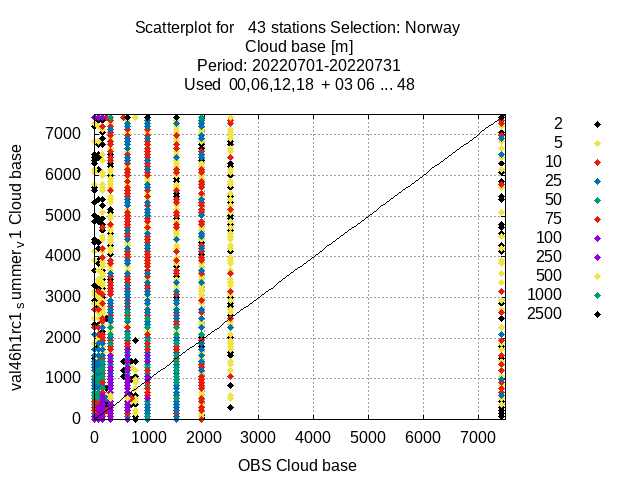 Scatterplot for 43 stations Selection: Norway
Cloud base [m]
Period: 20220701-20220731
Used 00,06,12,18 + 03 06 ... 48
val46h1rc1_summer_v1 Cloud base
7000
6000
5000
4000
3000
2000
1000
0
0 1000 2000 3000 4000 5000 6000 7000
OBS Cloud base
2
5
10
25
50
75
100
250
500
1000
2500